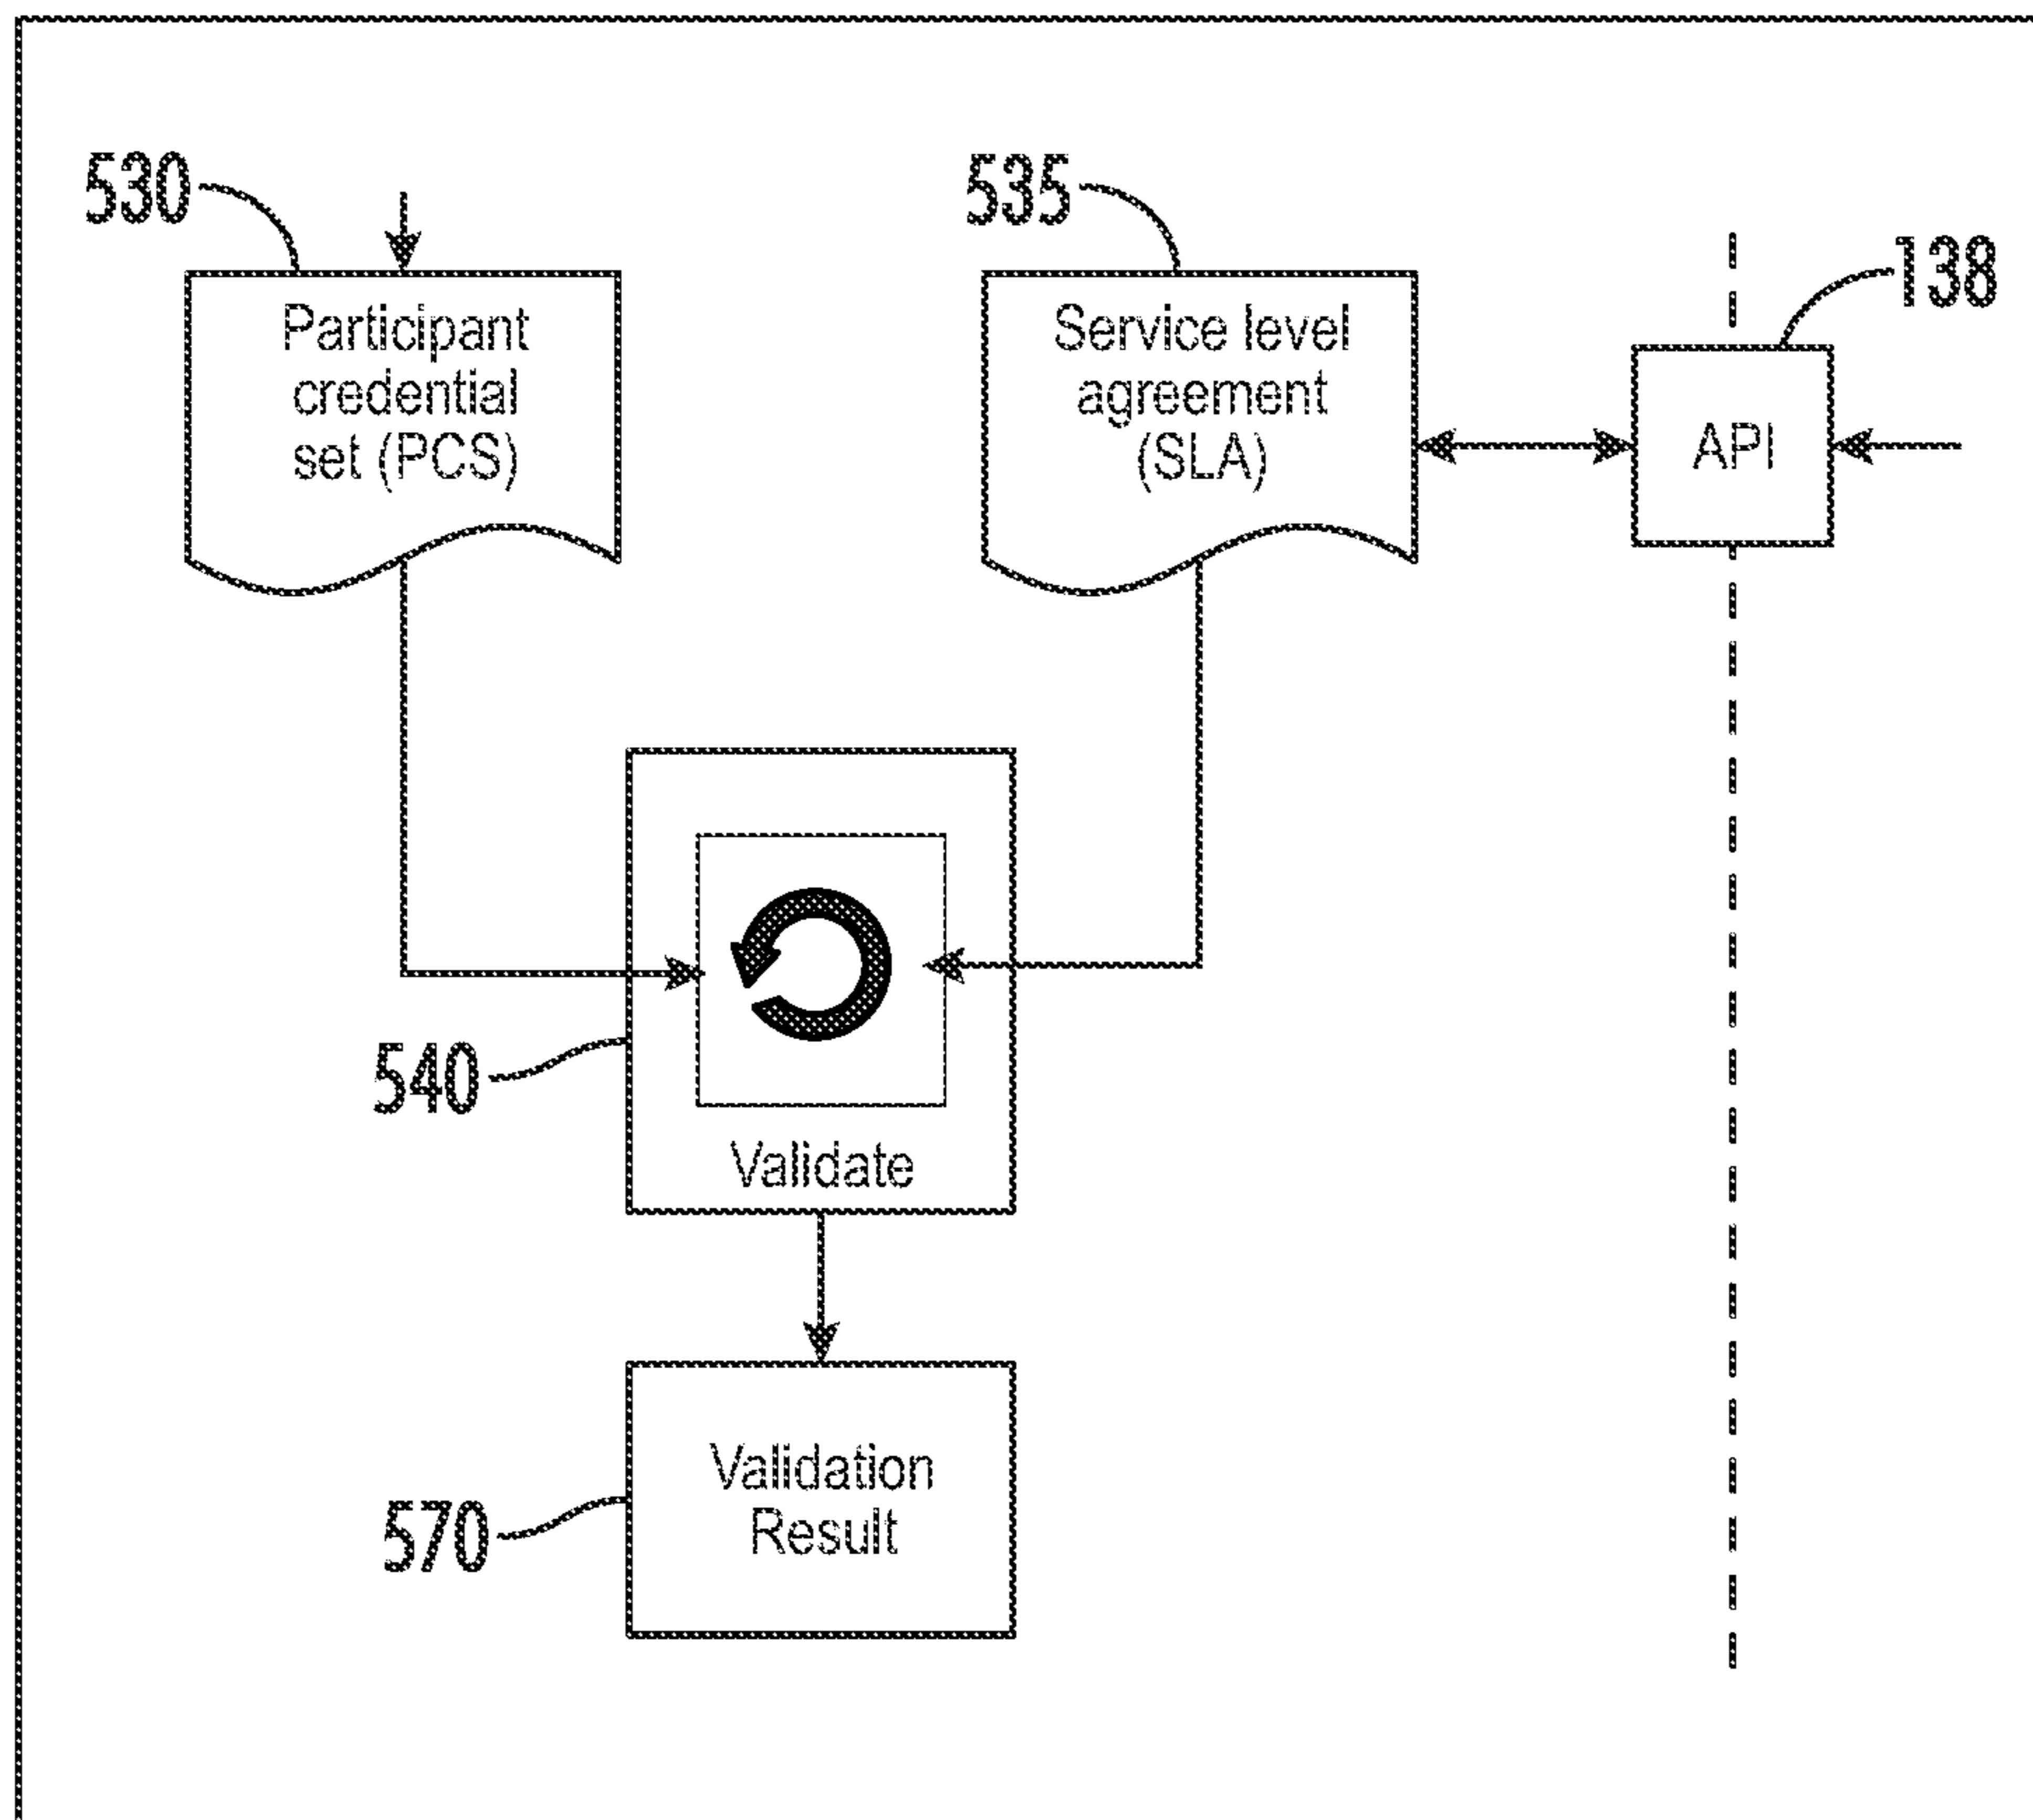 530
535
138
Participant
credential
set (PCS)
Service level
agreement
(SLA)
API
540
Validate
570
Validation
Result